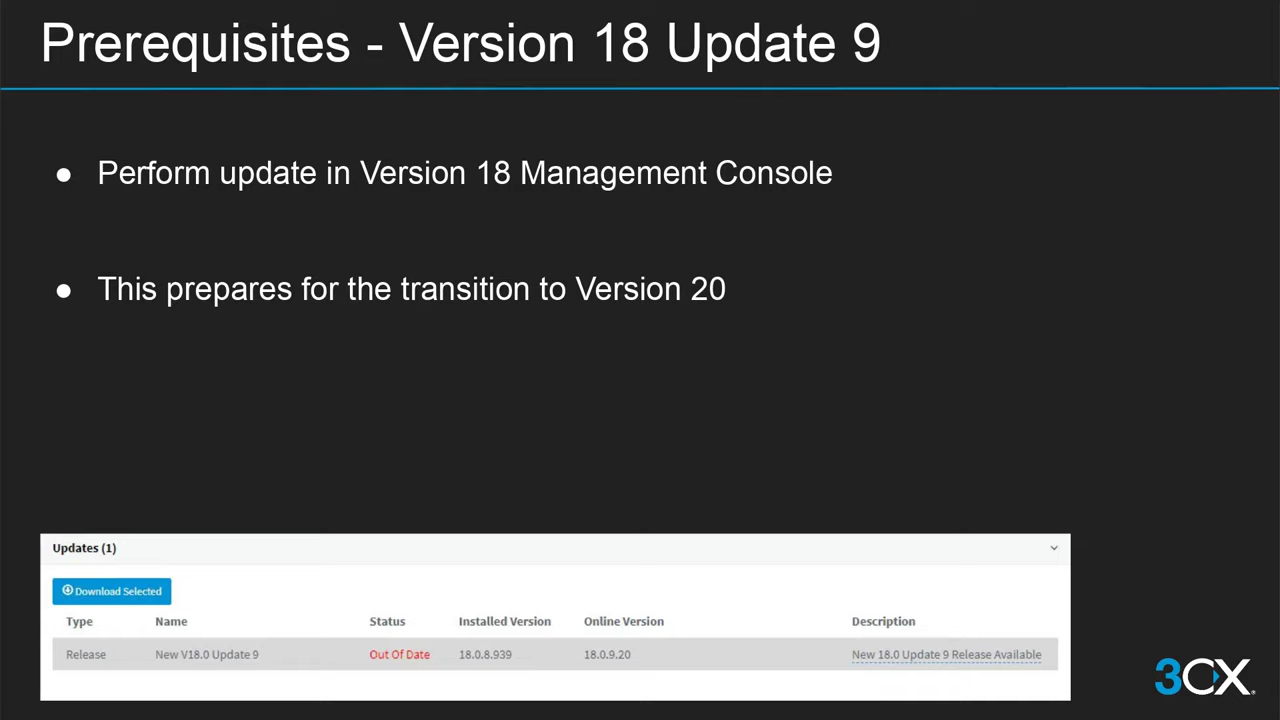 Prerequisites - Version 18 Update 9
● Perform update in Version 18 Management Console
● This prepares for the transition to Version 20
Updates (1)
Download Selected
Type Name Status Installed Version Online Version Description
Release New V18.0 Update 9 Out Of Date 18.0.8.939 18.0.9.20 New 18.0 Update 9 Release Available
3CX®